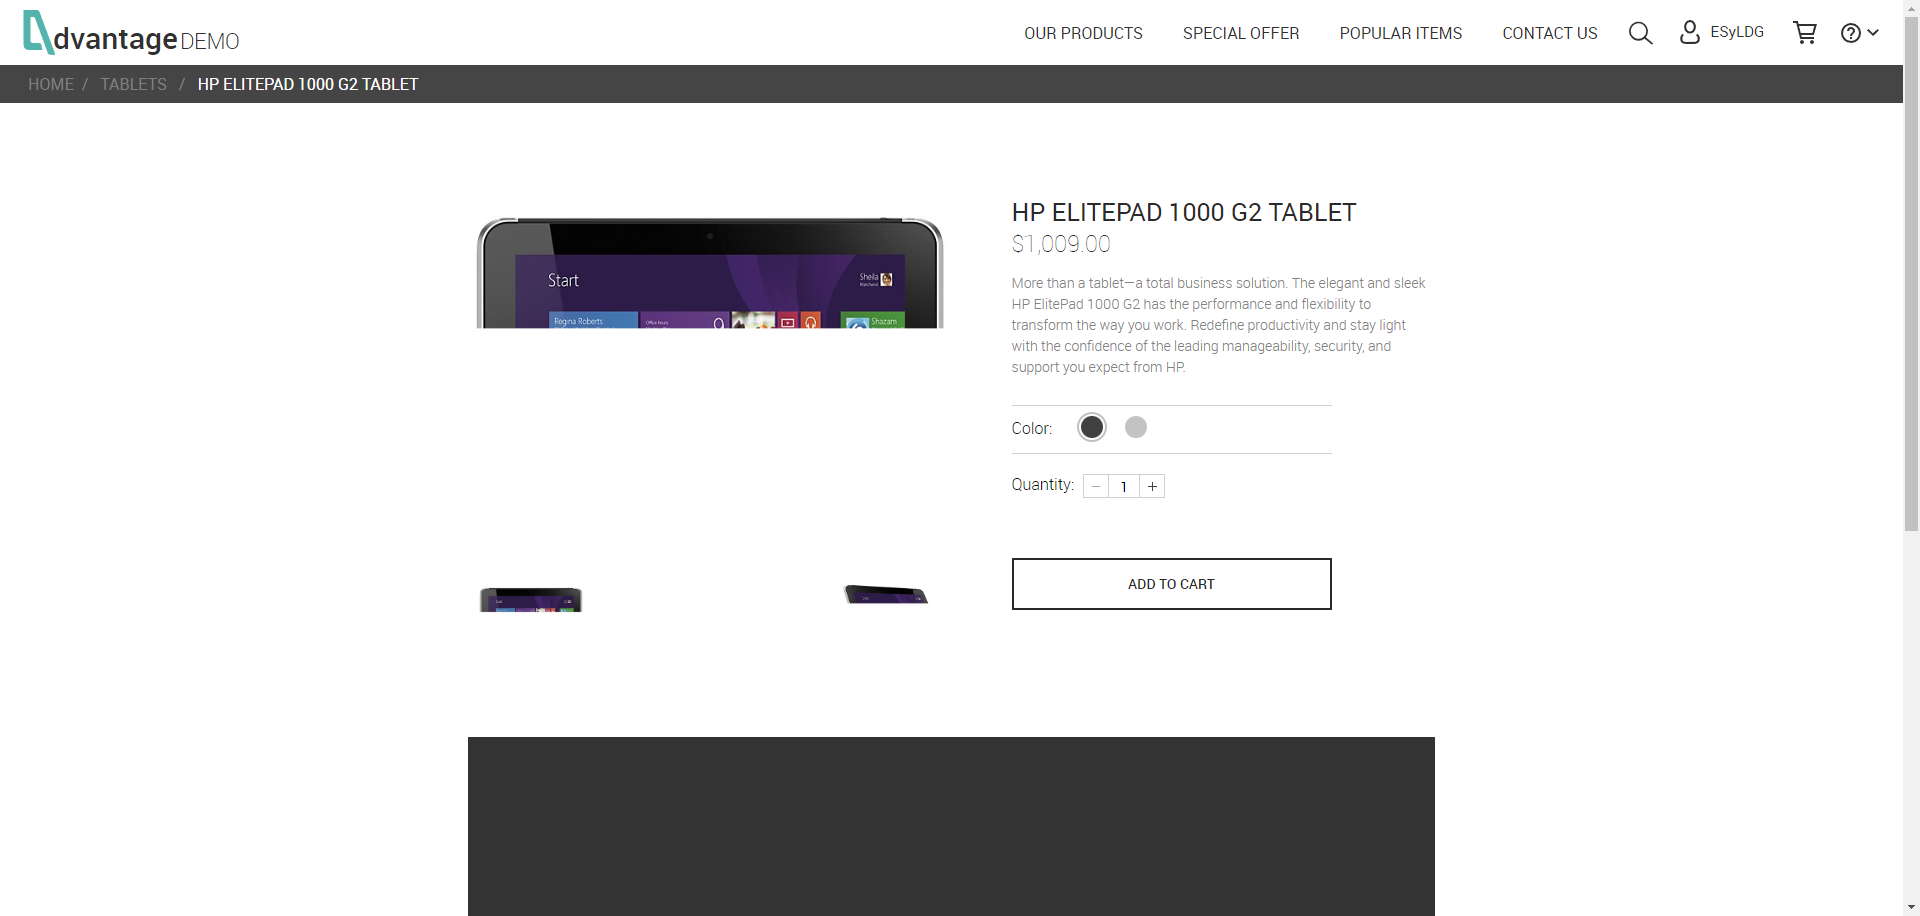 dvantage DEMO
OUR PRODUCTS
SPECIAL OFFER
POPULAR ITEMS
CONTACT US
ESyLDG
HOME / TABLETS / HP ELITEPAD 1000 G2 TABLET
Start
Sheila
Regina Roberts
Office Hours
Shazam
HP ELITEPAD 1000 G2 TABLET
$1,009.00
More than a tablet—a total business solution. The elegant and sleek
HP ElitePad 1000 G2 has the performance and flexibility to
transform the way you work. Redefine productivity and stay light
with the confidence of the leading manageability, security, and
support you expect from HP.
Color:
Quantity: − 1 +
ADD TO CART